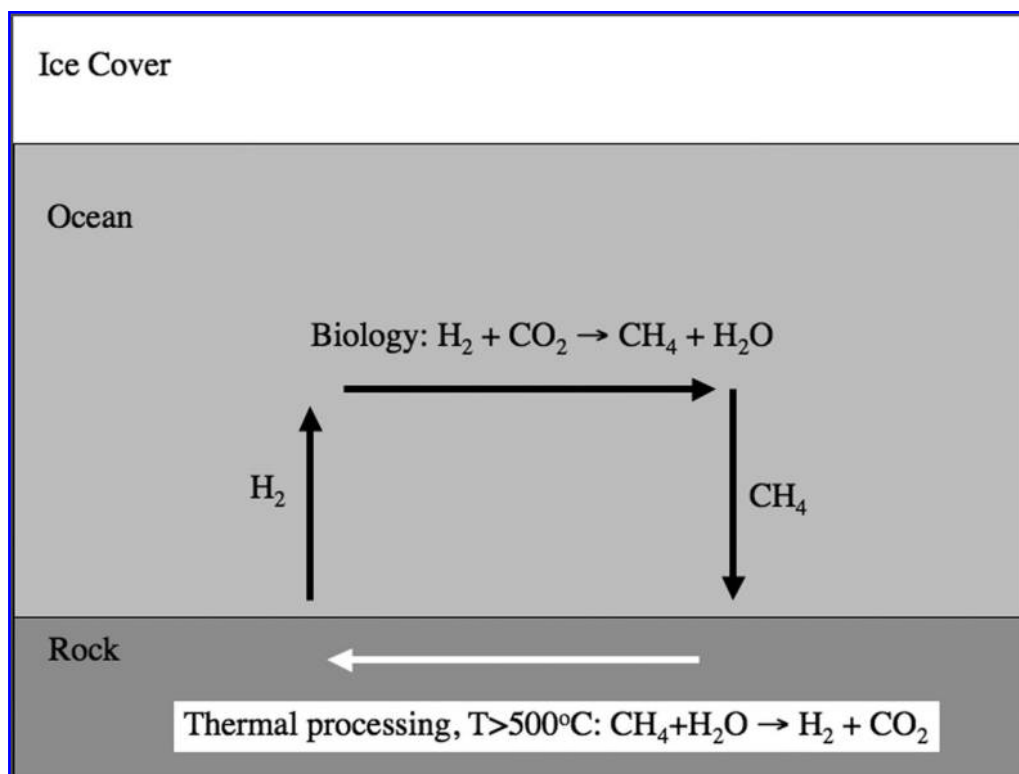 Ice Cover
Ocean
Biology: H₂ + CO₂ → CH₄ + H₂O
H₂
CH₄
Rock
Thermal processing, T>500°C: CH₄+H₂O → H₂ + CO₂